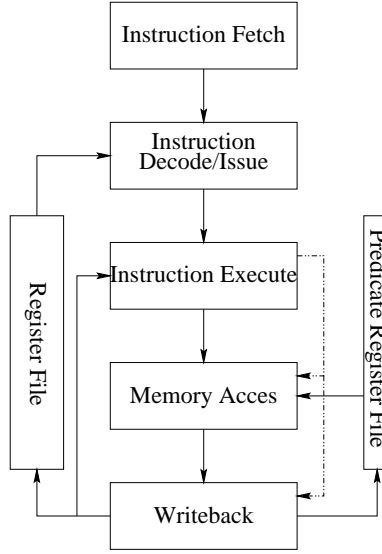 Instruction Fetch
Instruction
Decode/Issue
Register File
Instruction Execute
Predicate Register File
Memory Acces
Writeback